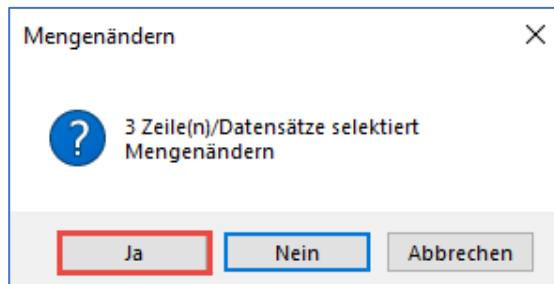 Mengenändern
3 Zeile(n)/Datensätze selektiert
Mengenändern
Ja Nein Abbrechen